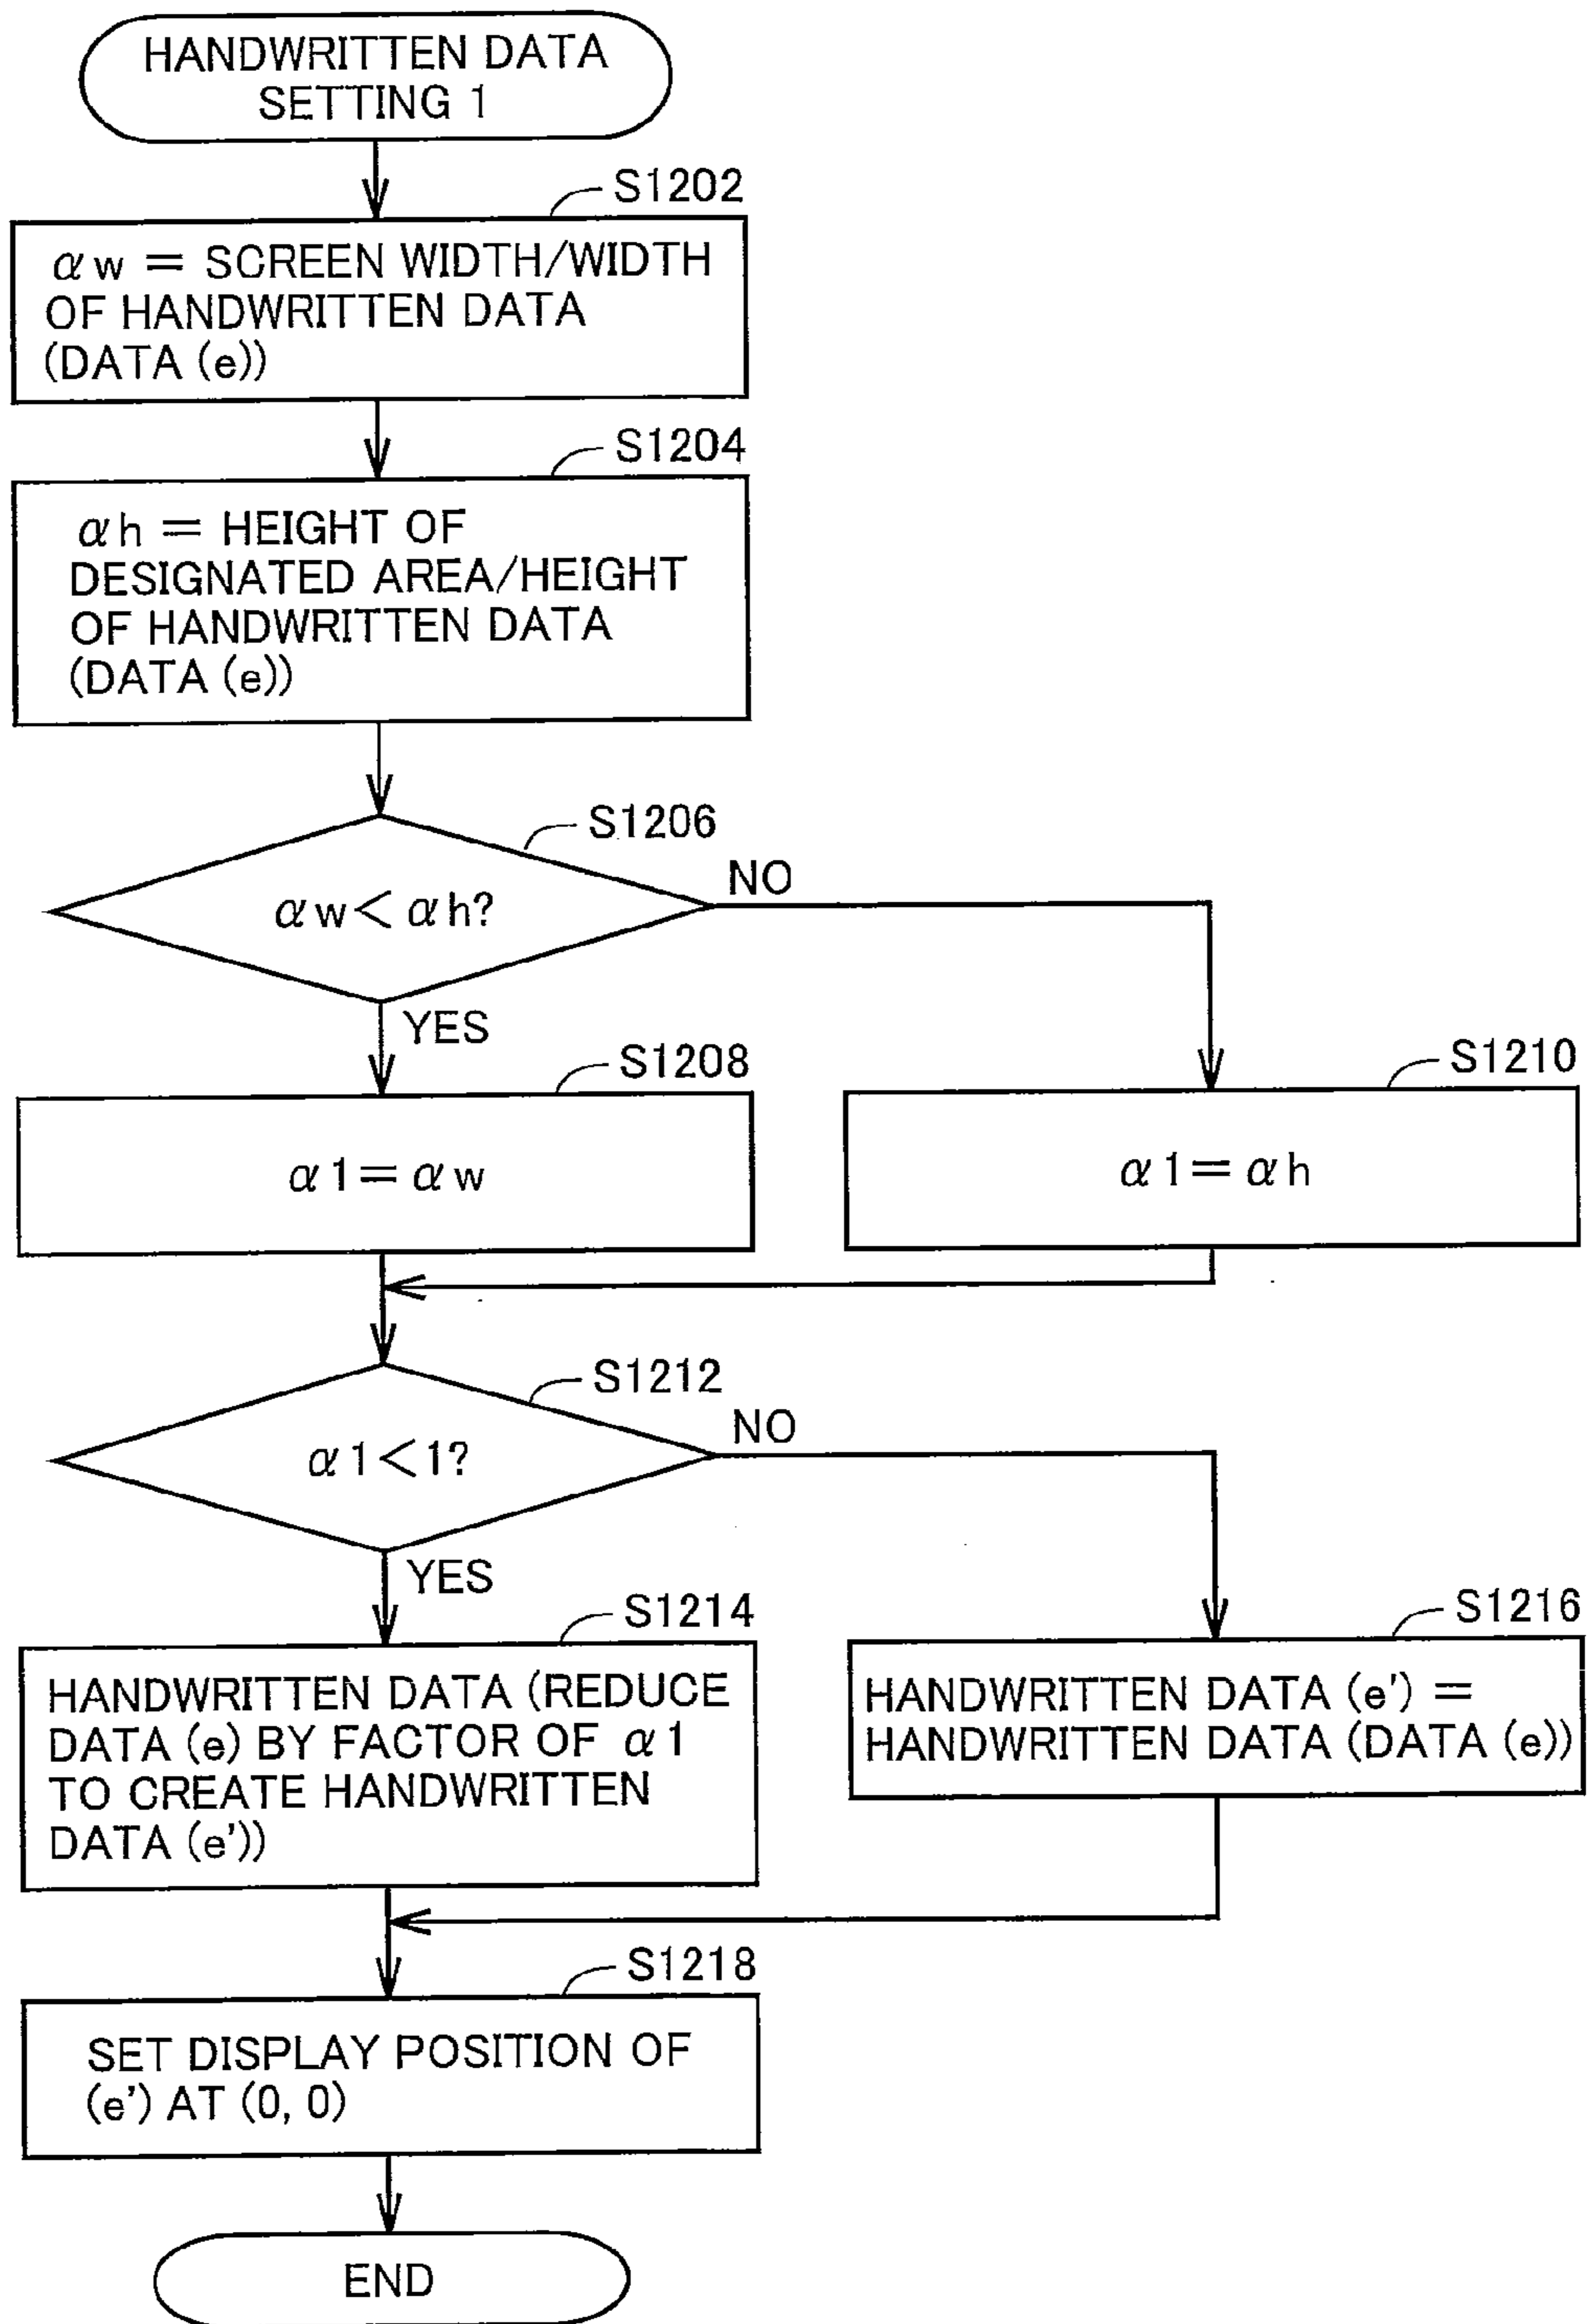 HANDWRITTEN DATA
SETTING 1
S1202
αw = SCREEN WIDTH/WIDTH
OF HANDWRITTEN DATA
(DATA (e))
S1204
αh = HEIGHT OF
DESIGNATED AREA/HEIGHT
OF HANDWRITTEN DATA
(DATA (e))
S1206
αw < αh?
NO
YES
S1208
α1 = αw
S1210
α1 = αh
S1212
α1 < 1?
NO
YES
S1214
HANDWRITTEN DATA (REDUCE
DATA (e) BY FACTOR OF α1
TO CREATE HANDWRITTEN
DATA (e'))
S1216
HANDWRITTEN DATA (e') =
HANDWRITTEN DATA (DATA (e))
S1218
SET DISPLAY POSITION OF
(e') AT (0, 0)
END